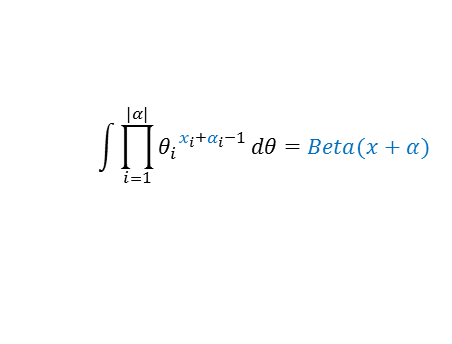 ∫∏_{i=1}^{|α|} θ_i^{x_i+α_i−1} dθ = Beta(x + α)